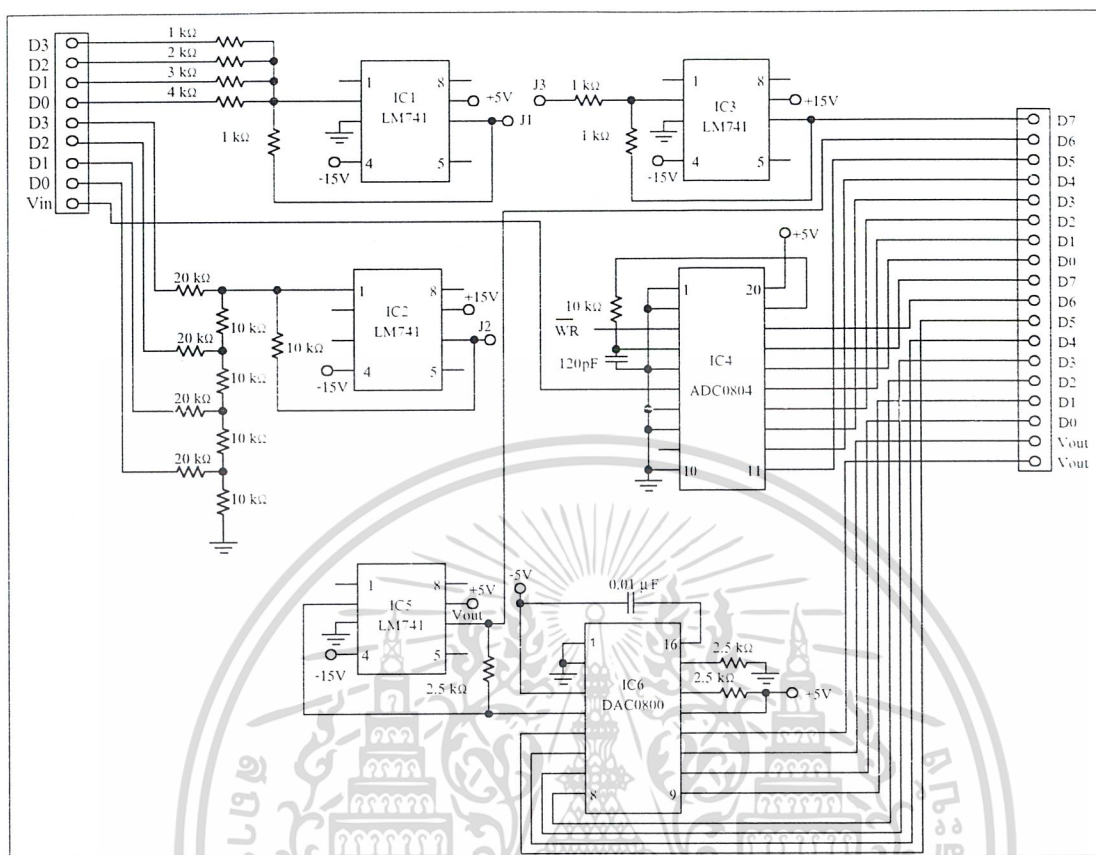 D3
D2
D1
D0
D3
D2
D1
D0
Vin
1 kΩ
2 kΩ
3 kΩ
4 kΩ
1 kΩ
1
8
IC1
LM741
+5V
J1
4
5
-15V
J3
1 kΩ
1 kΩ
1
8
IC3
LM741
+15V
4
5
-15V
D7
D6
D5
D4
D3
D2
D1
D0
D7
D6
D5
D4
D3
D2
D1
D0
Vout
Vout
20 kΩ
20 kΩ
20 kΩ
20 kΩ
10 kΩ
10 kΩ
10 kΩ
10 kΩ
10 kΩ
1
8
IC2
LM741
+15V
J2
4
5
-15V
+5V
10 kΩ
WR
120pF
1
20
IC4
ADC0804
10
11
1
8
IC5
LM741
+5V
Vout
4
5
-15V
2.5 kΩ
-5V
0.01 μF
1
16
IC6
DAC0800
8
9
2.5 kΩ
2.5 kΩ
+5V